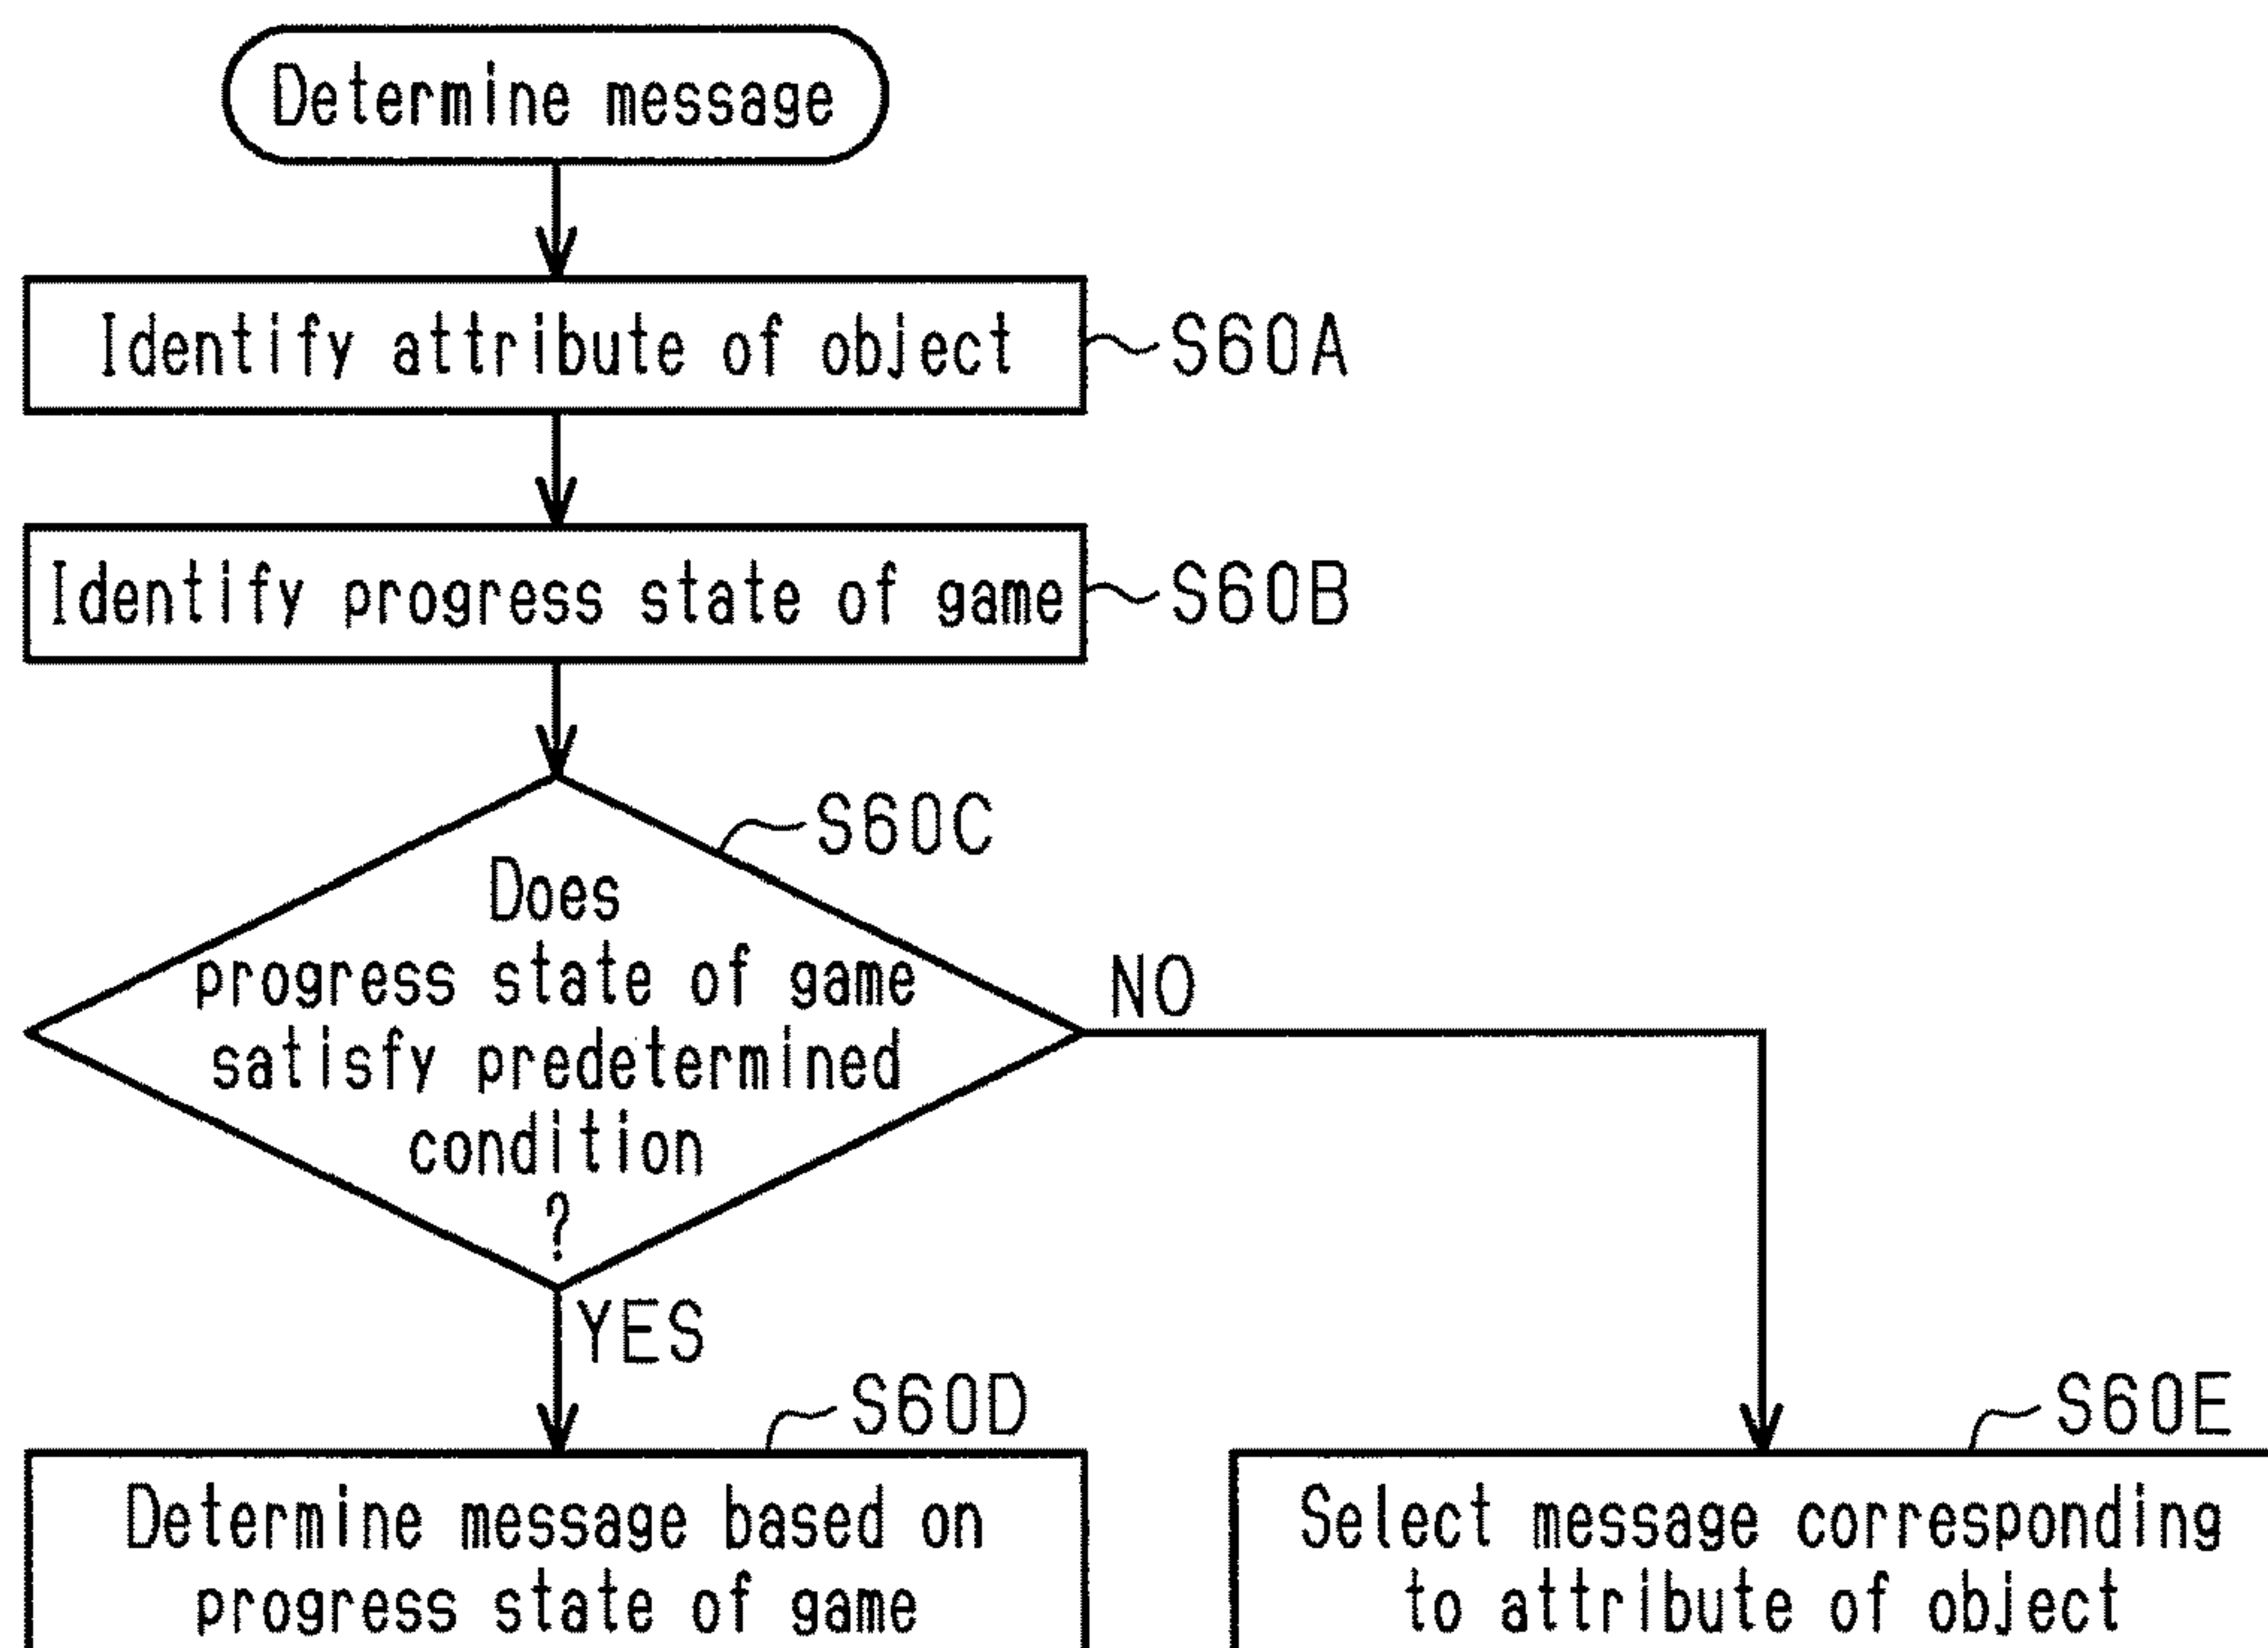 Determine message
Identify attribute of object
S60A
Identify progress state of game
S60B
S60C
Does
progress state of game
satisfy predetermined
condition
?
NO
YES
S60D
S60E
Determine message based on
progress state of game
Select message corresponding
to attribute of object